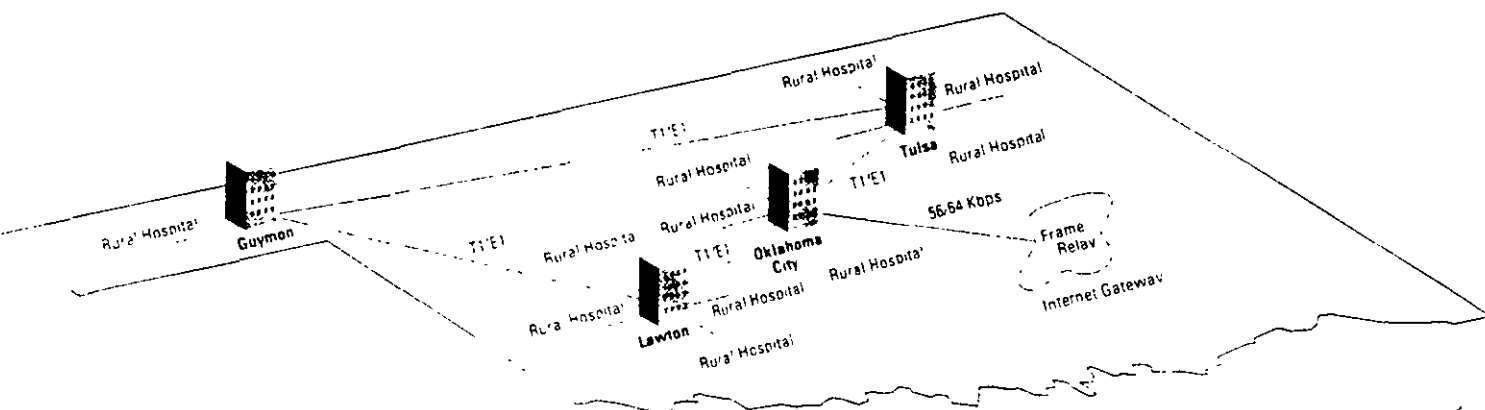 Rural Hospital
Rural Hospital
Tulsa
Rural Hospital
T1/E1
Rural Hospital
T1/E1
56/64 Kbps
Rural Hospital
Guymon
T1/E1
Rural Hospital
Rural Hospital
T1/E1
Oklahoma
City
Rural Hospital
Frame
Relay
Internet Gateway
Rural Hospital
Lawton
Rural Hospital
Rural Hospital